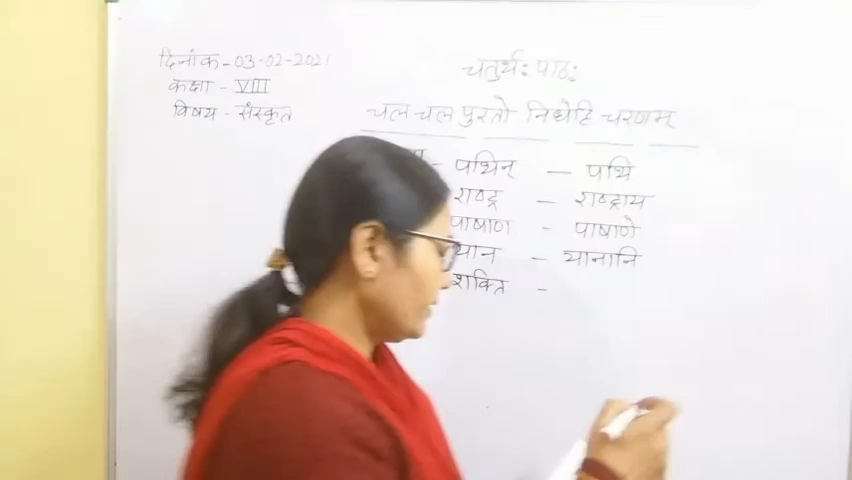 दिनांक - 03-02-2021
कक्षा - VIII
विषय - संस्कृत
चतुर्थः पाठः
चल चल पुरतो निधेहि चरणम्
- पथिन् - पथि
राष्ट्र - राष्ट्राय
पाषाण - पाषाणे
यान - यानानि
शक्ति -